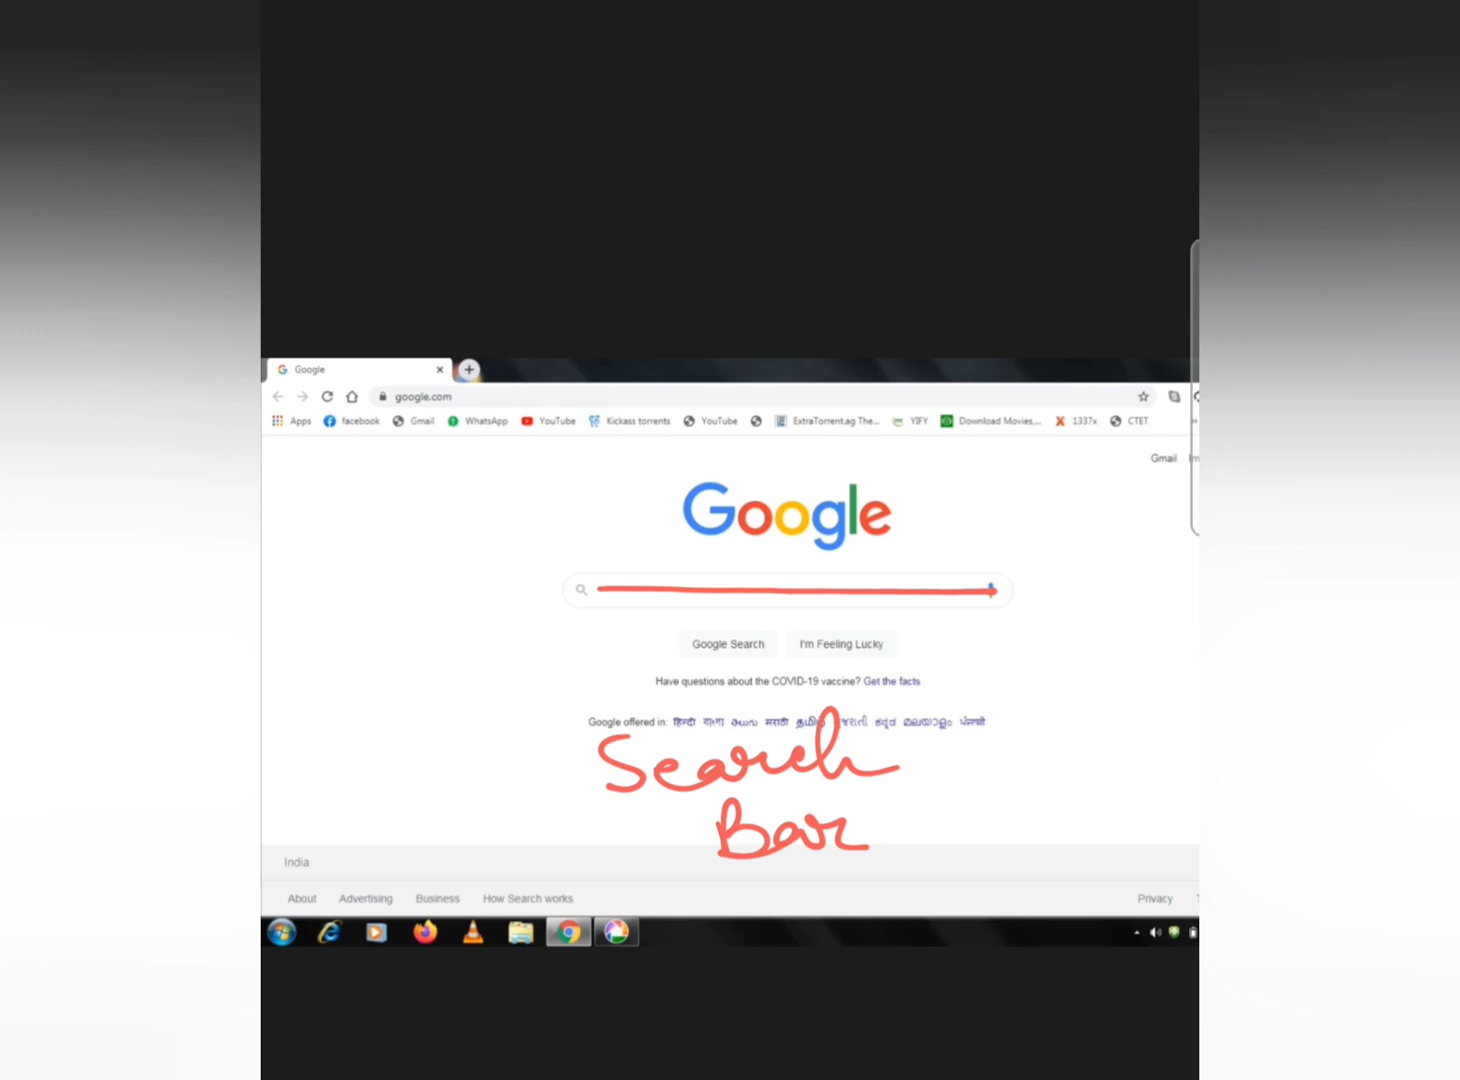 Google
google.com
Apps facebook Gmail WhatsApp YouTube Kickass torrents YouTube ExtraTorrent.ag The... YIFY Download Movies,... 1337x CTET
Gmail
Google
Google Search I'm Feeling Lucky
Have questions about the COVID-19 vaccine? Get the facts
Google offered in: हिन्दी বাংলা తెలుగు मराठी தமிழ் ಕನ್ನಡ മലയാളം ਪੰਜਾਬੀ
Search
Bar
India
About Advertising Business How Search works Privacy